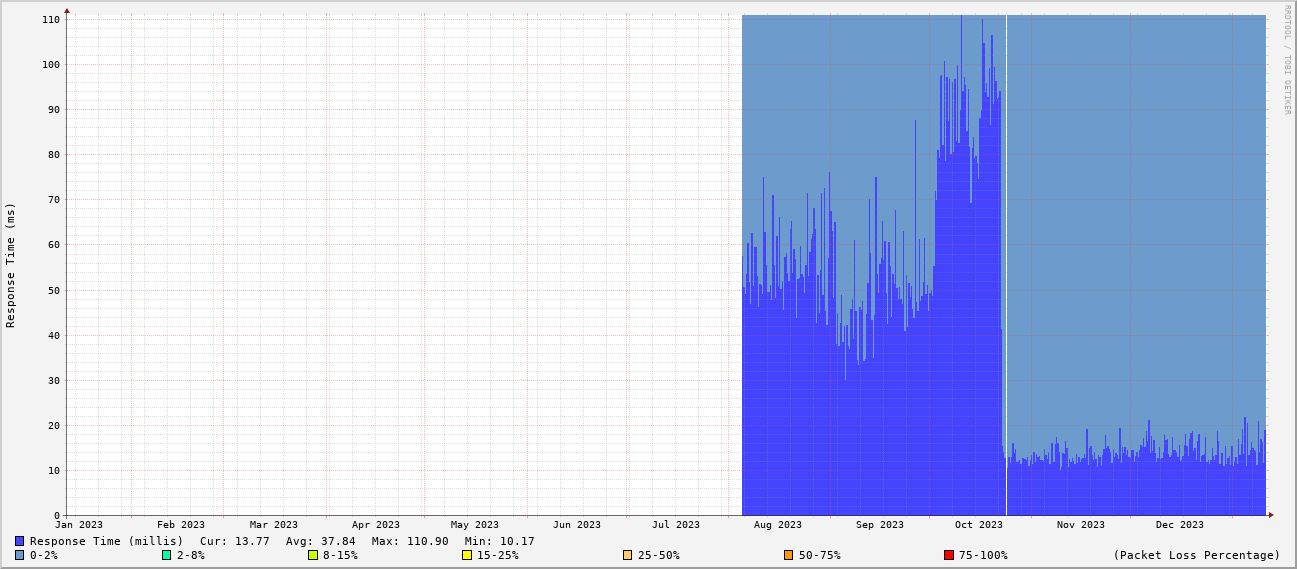 RRDTOOL / TOBI OETIKER
Response Time (ms)
110
100
90
80
70
60
50
40
30
20
10
0
Jan 2023 Feb 2023 Mar 2023 Apr 2023 May 2023 Jun 2023 Jul 2023 Aug 2023 Sep 2023 Oct 2023 Nov 2023 Dec 2023
Response Time (millis) Cur: 13.77 Avg: 37.84 Max: 110.90 Min: 10.17
0-2% 2-8% 8-15% 15-25% 25-50% 50-75% 75-100% (Packet Loss Percentage)